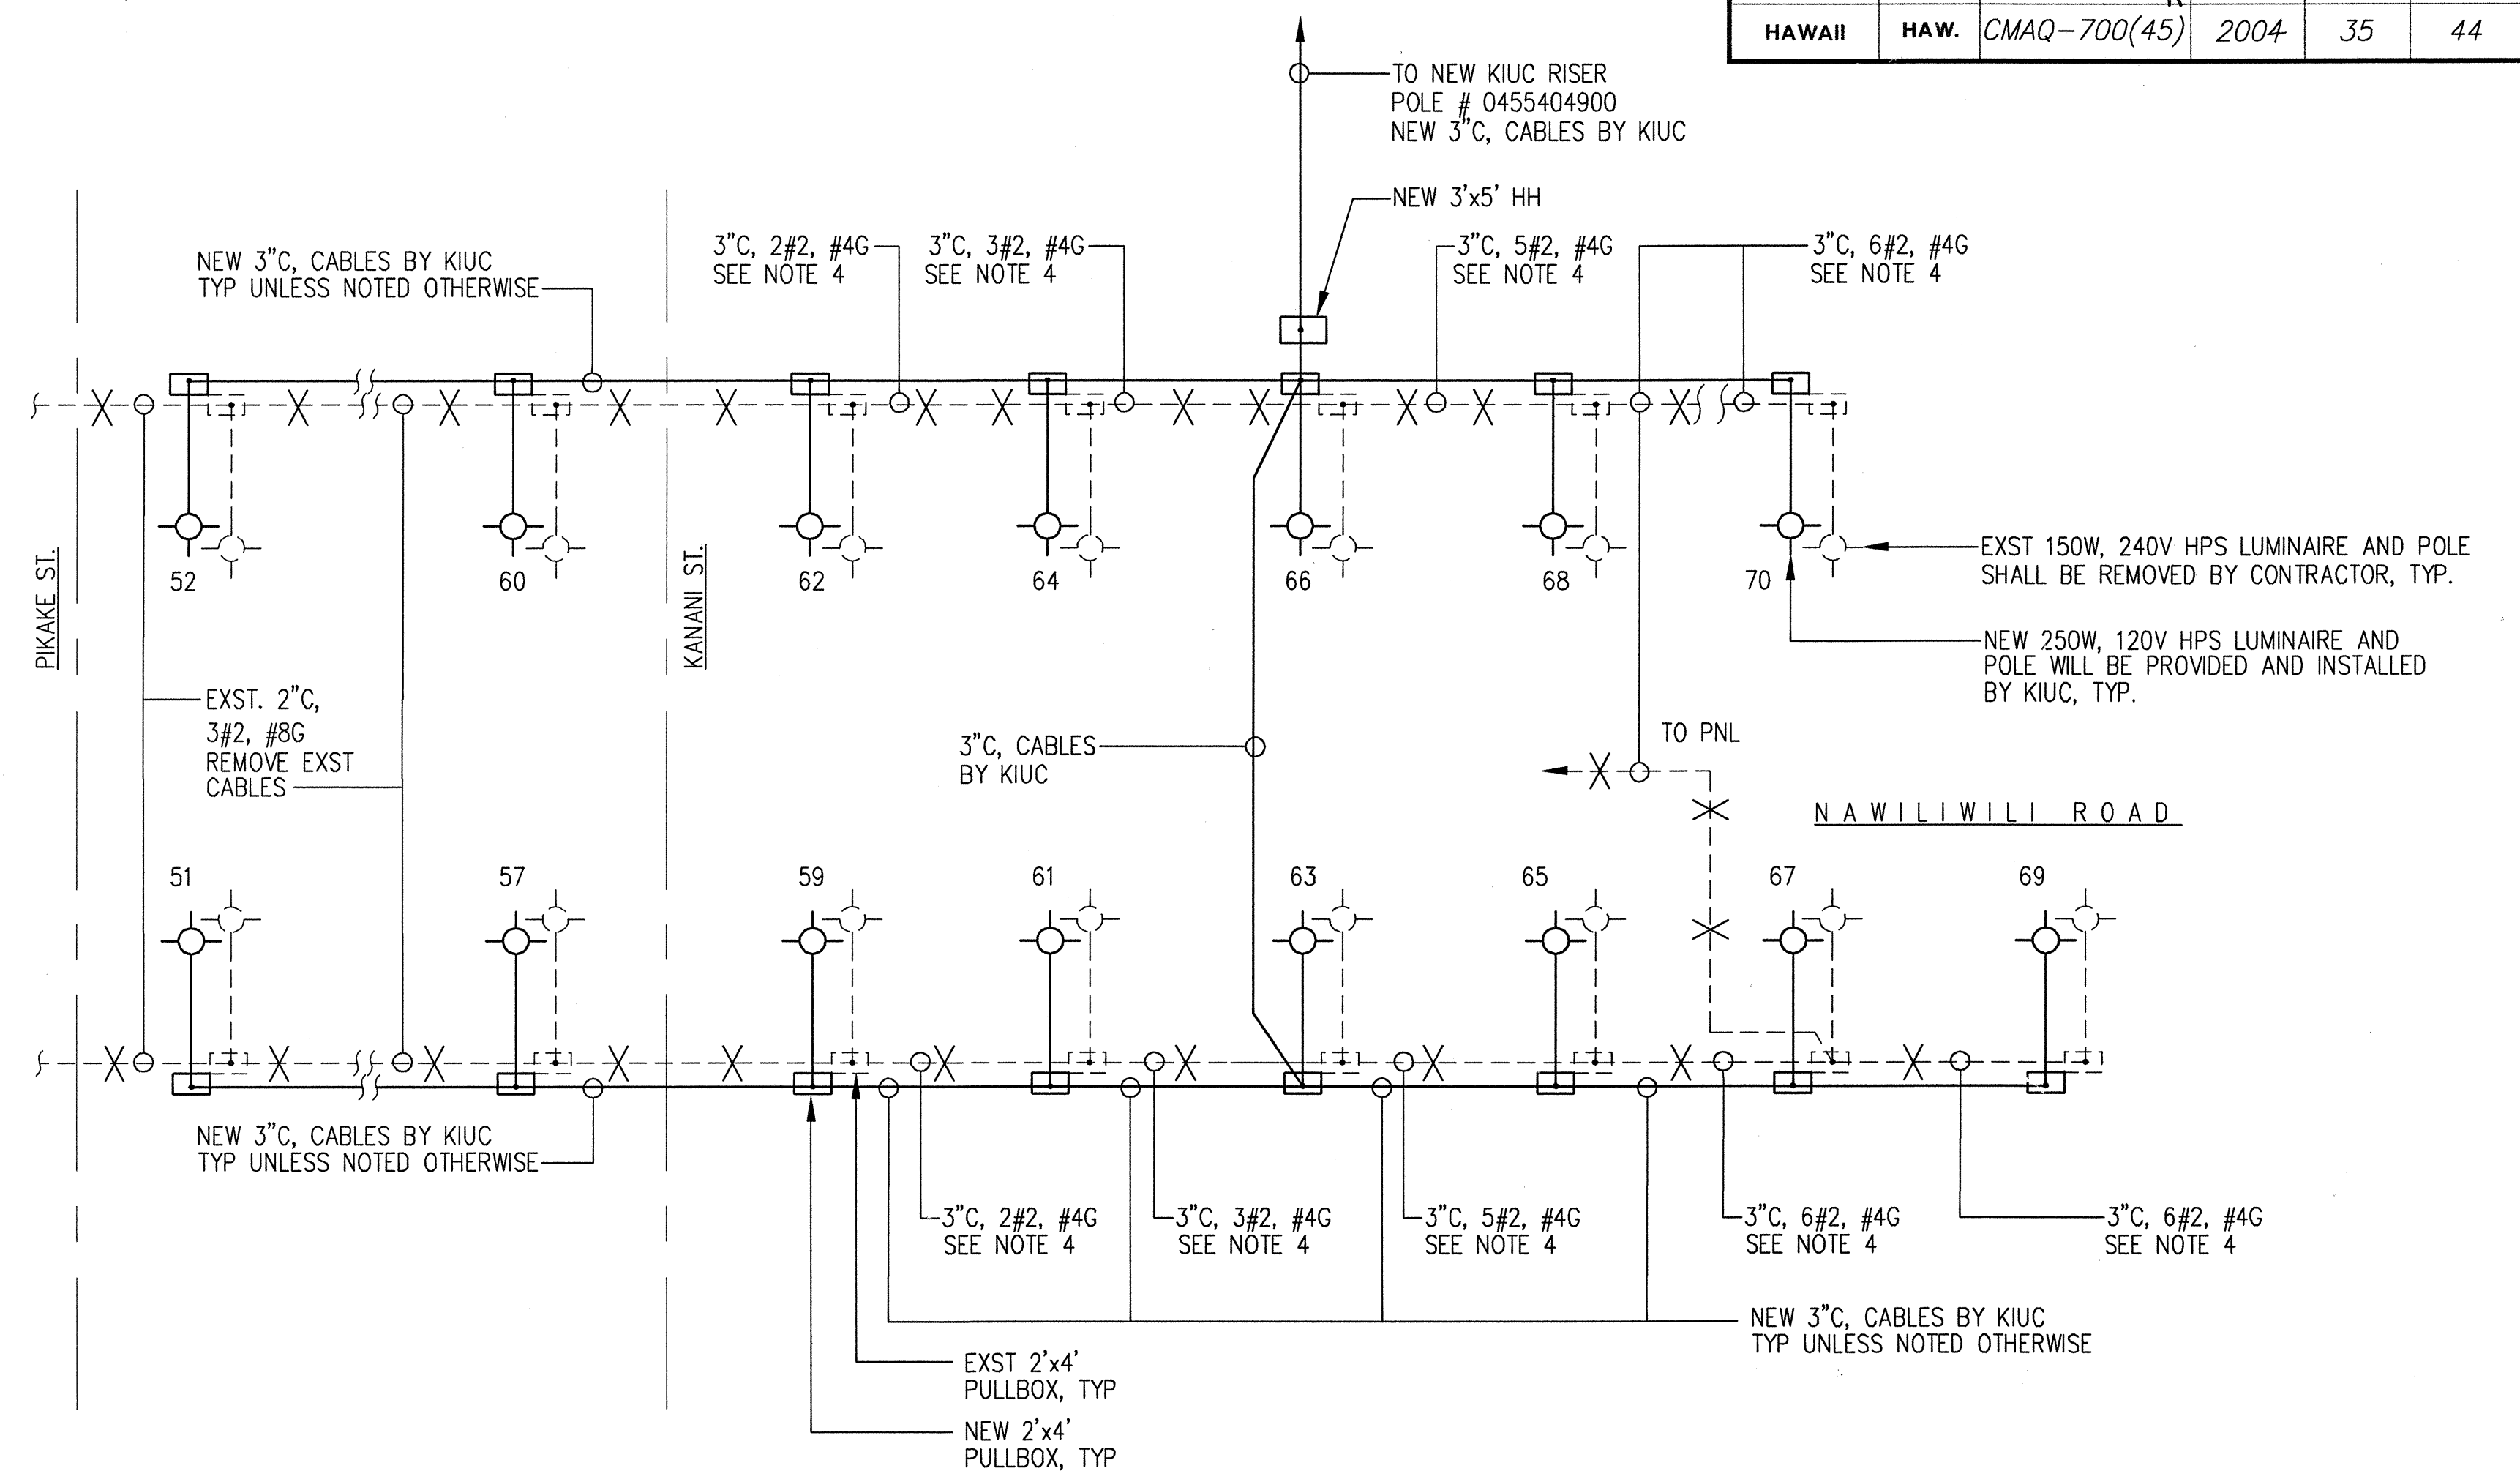 HAWAII HAW. CMAQ-700(45) 2004 35 44
TO NEW KIUC RISER
POLE # 0455404900
NEW 3"C, CABLES BY KIUC
NEW 3'x5' HH
NEW 3"C, CABLES BY KIUC
TYP UNLESS NOTED OTHERWISE
3"C, 2#2, #4G
SEE NOTE 4
3"C, 3#2, #4G
SEE NOTE 4
3"C, 5#2, #4G
SEE NOTE 4
3"C, 6#2, #4G
SEE NOTE 4
52
60
62
64
66
68
70
EXST 150W, 240V HPS LUMINAIRE AND POLE
SHALL BE REMOVED BY CONTRACTOR, TYP.
NEW 250W, 120V HPS LUMINAIRE AND
POLE WILL BE PROVIDED AND INSTALLED
BY KIUC, TYP.
PIKAKE ST.
KANANI ST.
EXST. 2"C,
3#2, #8G
REMOVE EXST
CABLES
3"C, CABLES
BY KIUC
TO PNL
NAWILIWILI ROAD
51
57
59
61
63
65
67
69
NEW 3"C, CABLES BY KIUC
TYP UNLESS NOTED OTHERWISE
3"C, 2#2, #4G
SEE NOTE 4
3"C, 3#2, #4G
SEE NOTE 4
3"C, 5#2, #4G
SEE NOTE 4
3"C, 6#2, #4G
SEE NOTE 4
3"C, 6#2, #4G
SEE NOTE 4
NEW 3"C, CABLES BY KIUC
TYP UNLESS NOTED OTHERWISE
EXST 2'x4'
PULLBOX, TYP
NEW 2'x4'
PULLBOX, TYP